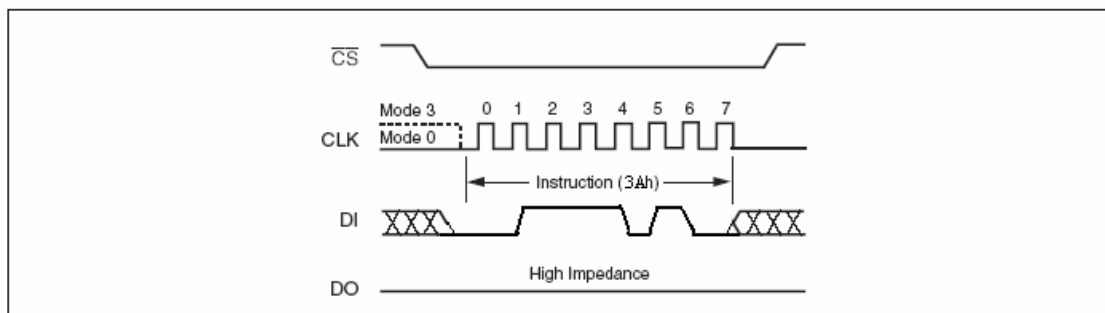 CS
Mode 3
0 1 2 3 4 5 6 7
CLK
Mode 0
Instruction (3Ah)
DI
High Impedance
DO